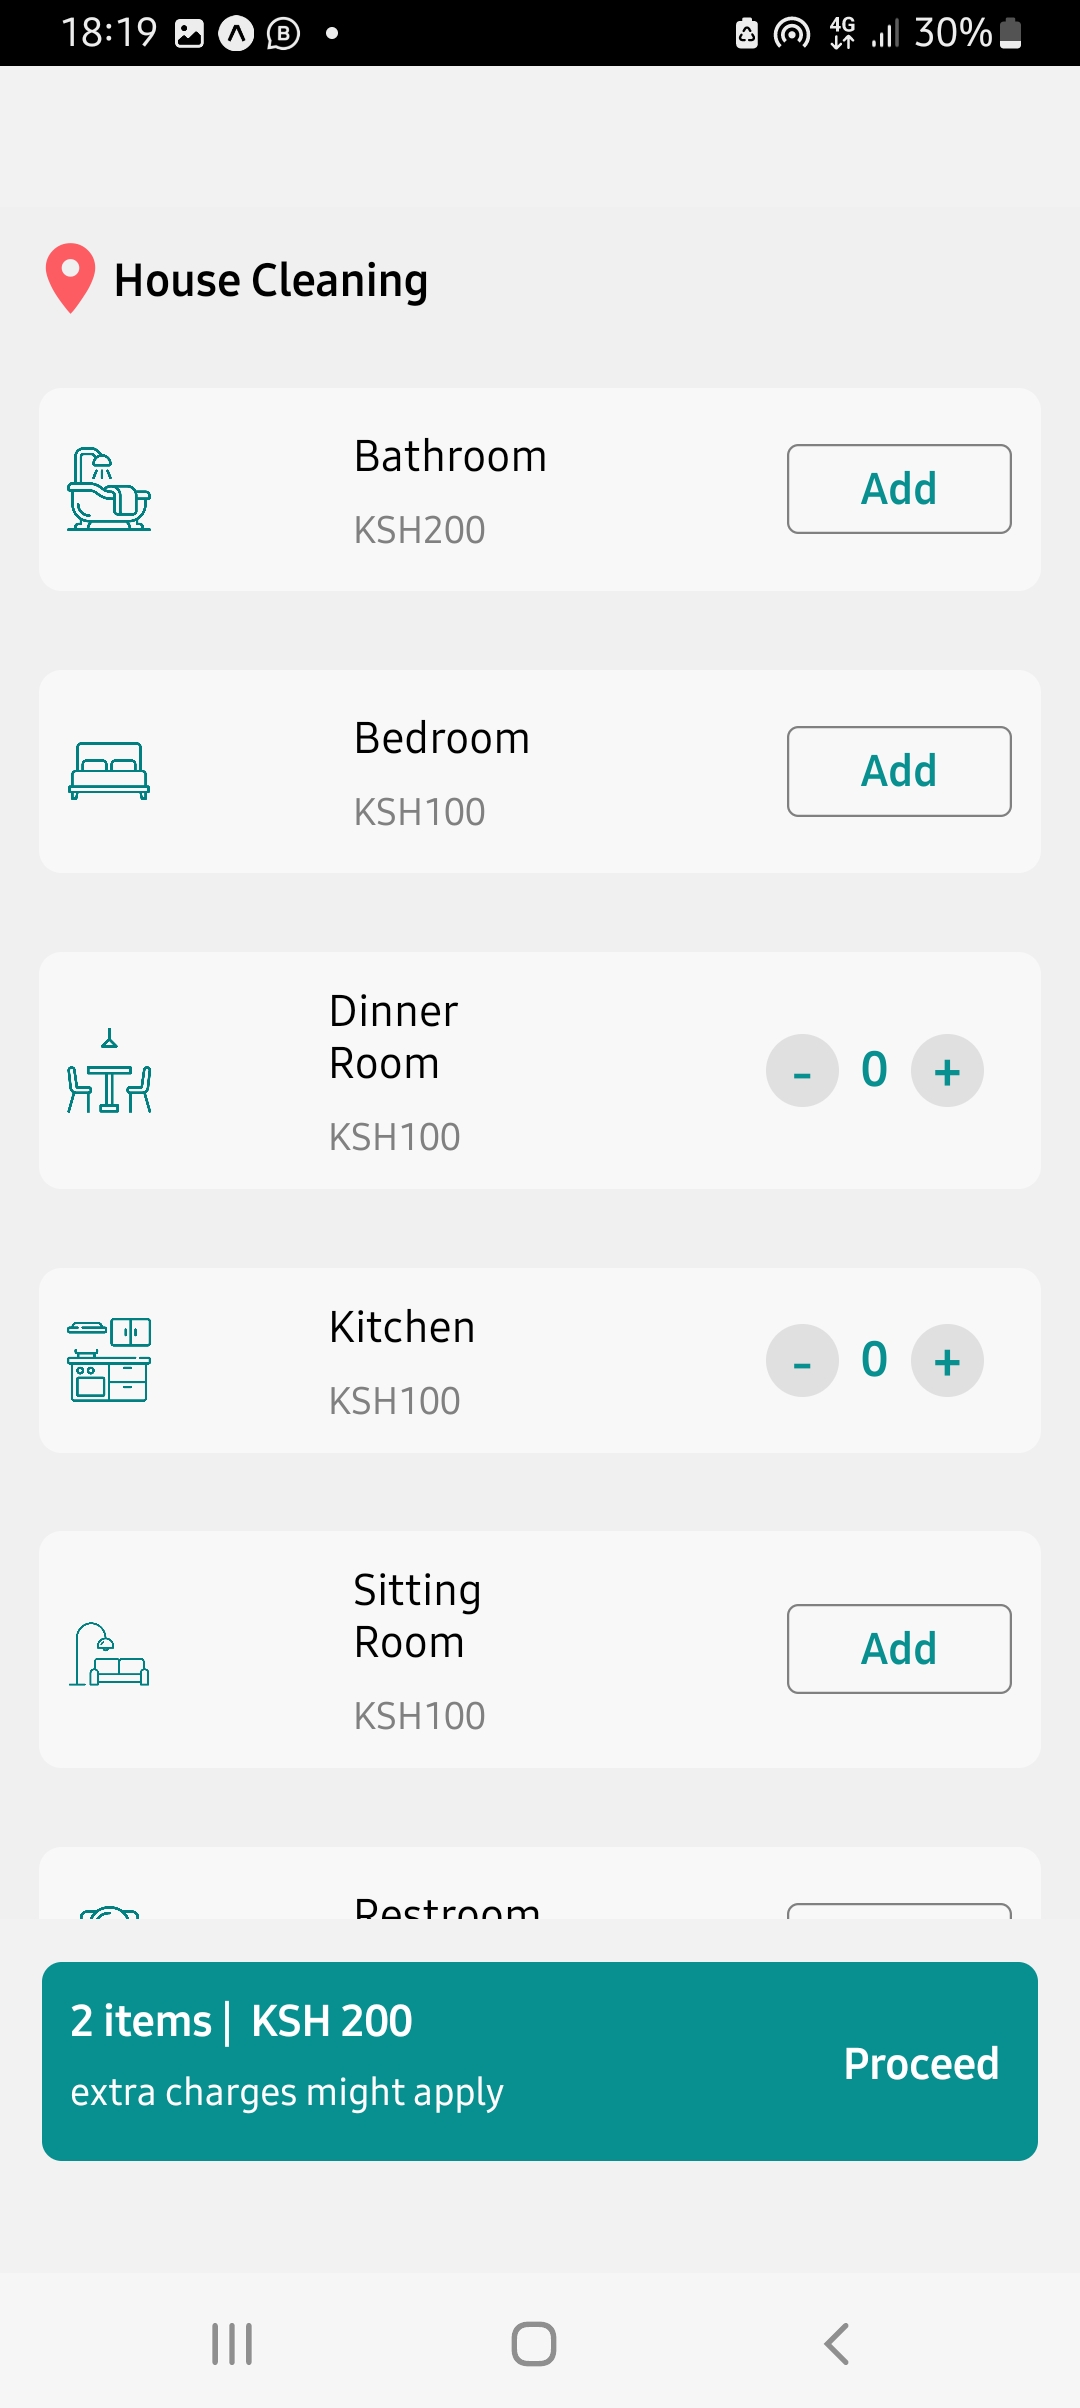 18:19
4G
30%
House Cleaning
Bathroom
KSH200
Add
Bedroom
KSH100
Add
Dinner
Room
KSH100
- 0 +
Kitchen
KSH100
- 0 +
Sitting
Room
KSH100
Add
Restroom
2 items | KSH 200
extra charges might apply
Proceed